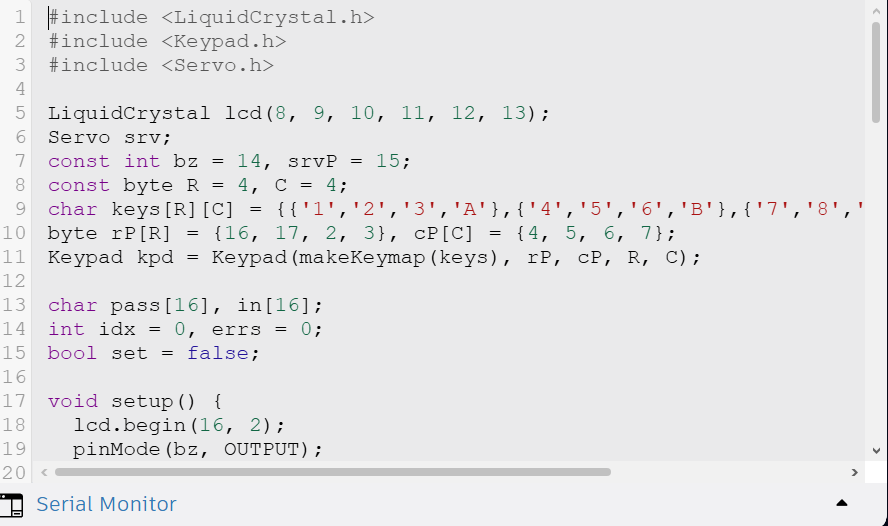 1 #include <LiquidCrystal.h>
2 #include <Keypad.h>
3 #include <Servo.h>
4
5 LiquidCrystal lcd(8, 9, 10, 11, 12, 13);
6 Servo srv;
7 const int bz = 14, srvP = 15;
8 const byte R = 4, C = 4;
9 char keys[R][C] = {{'1','2','3','A'},{'4','5','6','B'},{'7','8','
10 byte rP[R] = {16, 17, 2, 3}, cP[C] = {4, 5, 6, 7};
11 Keypad kpd = Keypad(makeKeymap(keys), rP, cP, R, C);
12
13 char pass[16], in[16];
14 int idx = 0, errs = 0;
15 bool set = false;
16
17 void setup() {
18   lcd.begin(16, 2);
19   pinMode(bz, OUTPUT);
20
Serial Monitor